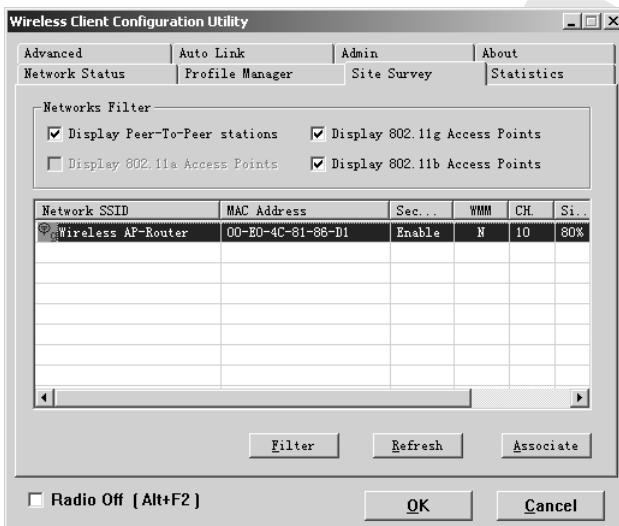 Wireless Client Configuration Utility
Advanced Auto Link Admin About
Network Status Profile Manager Site Survey Statistics
Networks Filter
Display Peer-To-Peer stations Display 802.11g Access Points
Display 802.11a Access Points Display 802.11b Access Points
Network SSID MAC Address Sec... WMM CH. Si..
Wireless AP-Router 00-E0-4C-81-86-D1 Enable N 10 80%
Filter Refresh Associate
Radio Off (Alt+F2)
OK Cancel